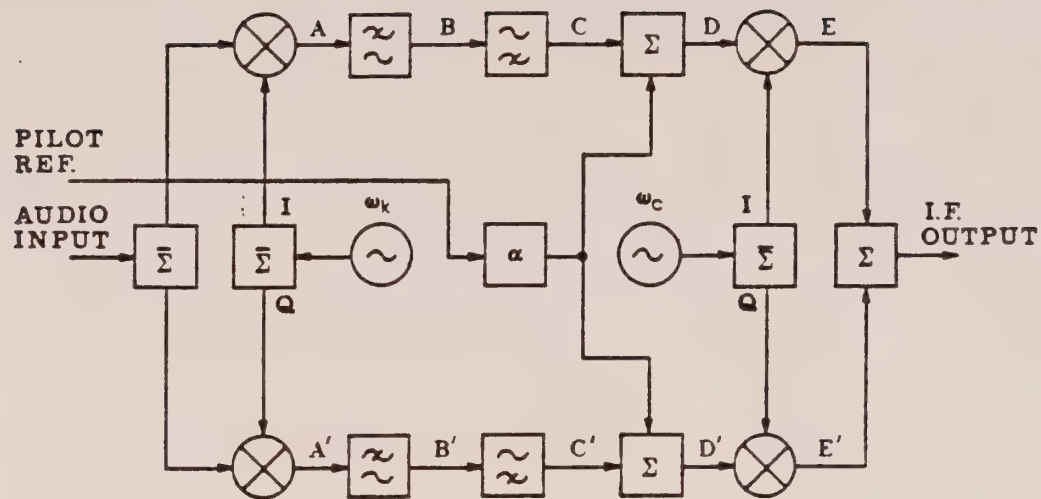 A B C Σ D E
PILOT
REF.
I ωk ωc I
AUDIO
INPUT
Σ̅ Σ̅ α Σ̅ Σ
I.F.
OUTPUT
Q Q
A′ B′ C′ Σ D′ E′